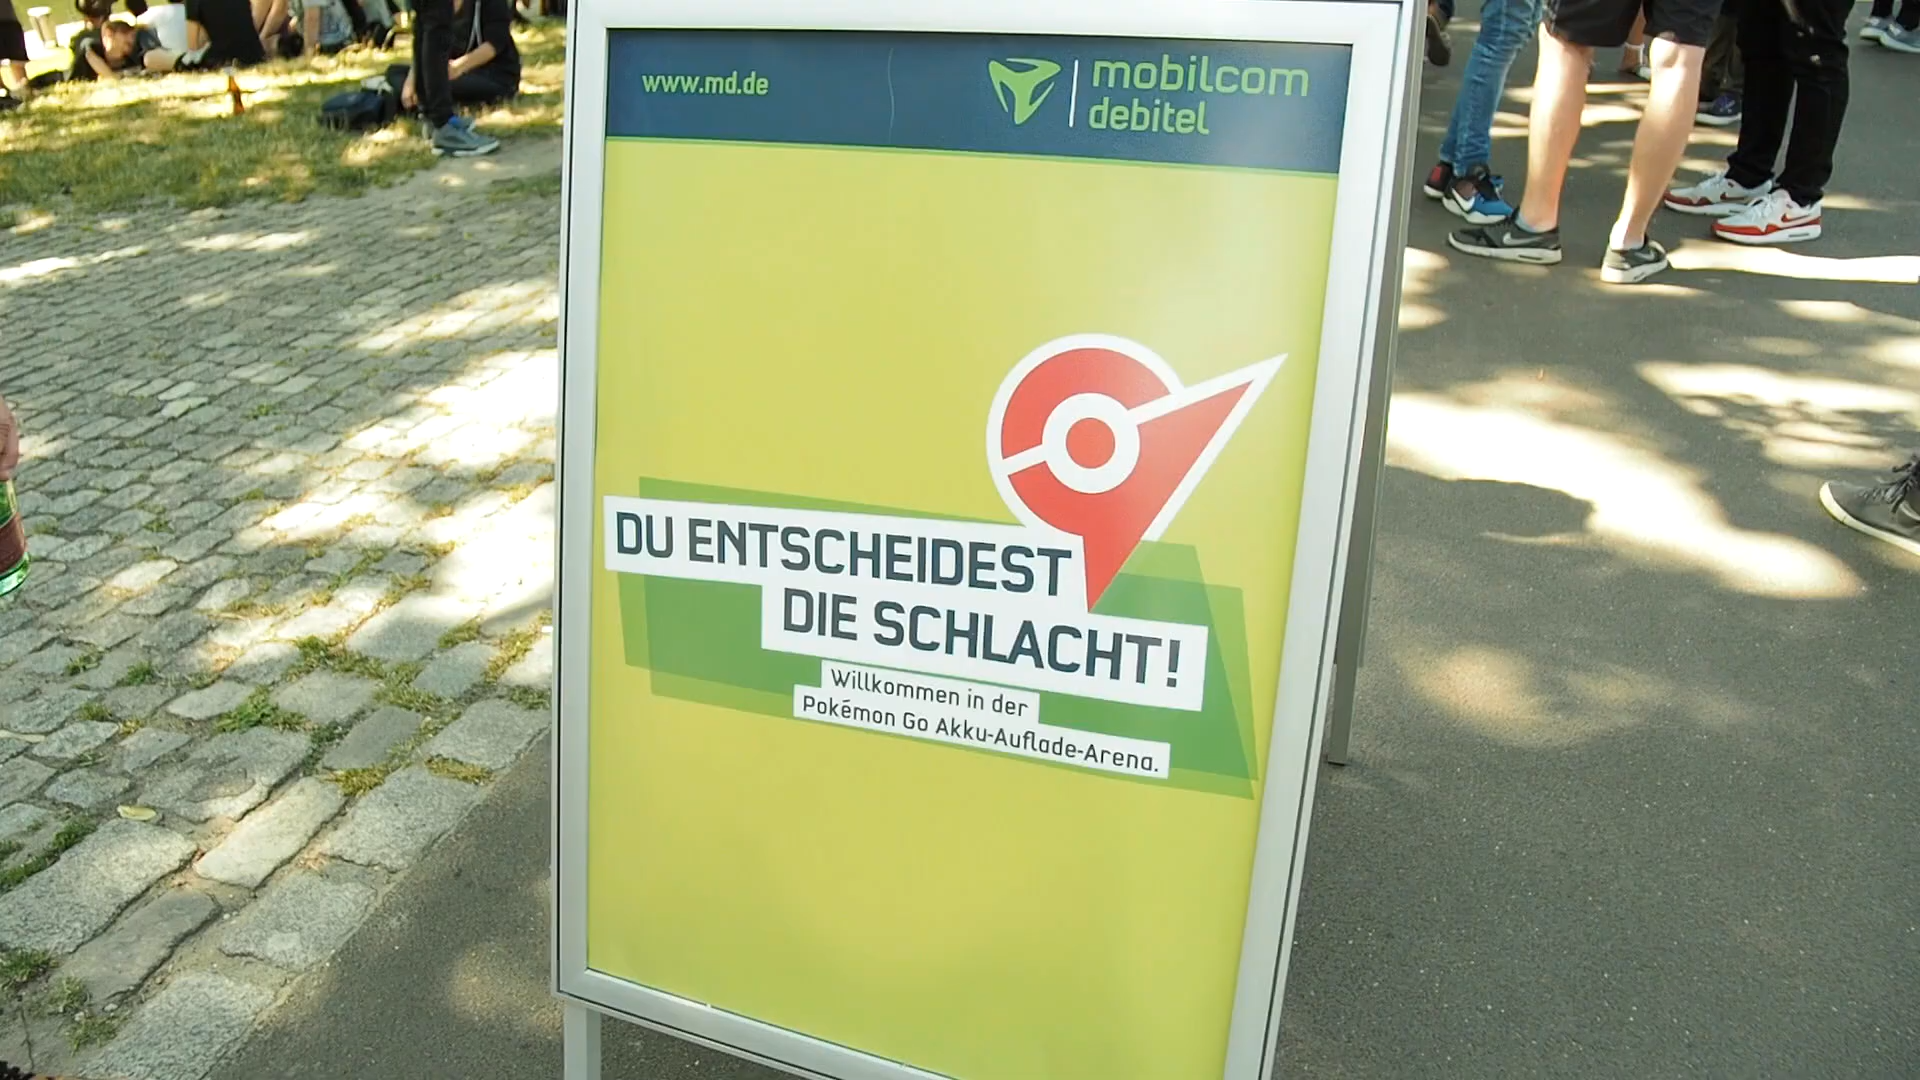 www.md.de
mobilcom
debitel
DU ENTSCHEIDEST
DIE SCHLACHT!
Willkommen in der
Pokémon Go Akku-Auflade-Arena.